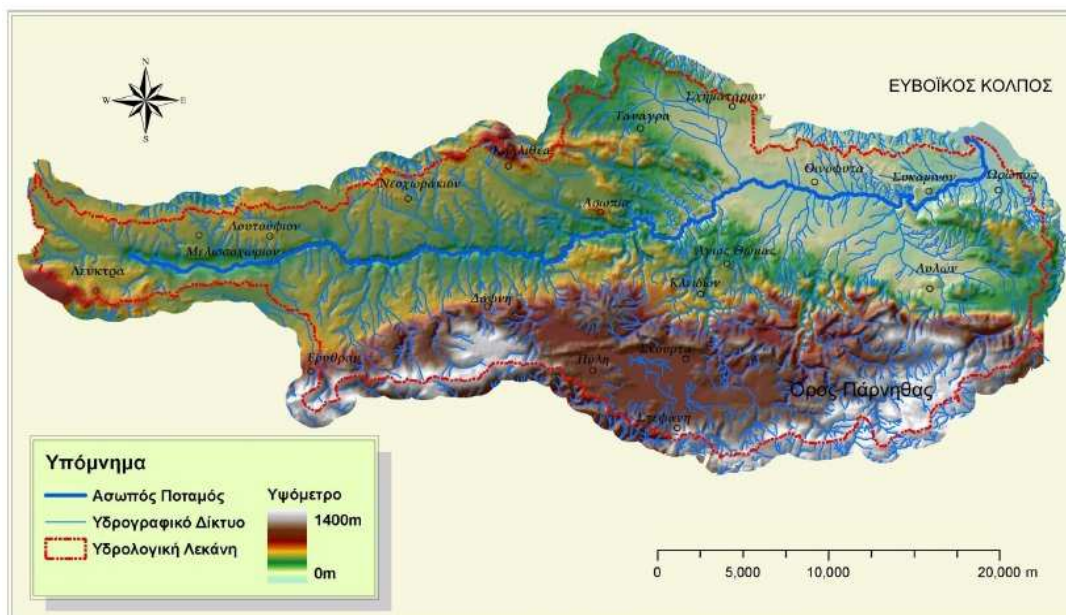 N
W E
S
ΕΥΒΟΪΚΟΣ ΚΟΛΠΟΣ
Σχηματάριον
Τανάγρα
Καλλιθέα
Οινόφυτα
Συκάμινον
Ωρωπός
Νεοχωράκιον
Ασωπία
Λουτούφιον
Μελισσοχώριον
Άγιος Θωμάς
Λεύκτρα
Κλειδίον
Αυλών
Δάφνη
Ερυθραί
Πύλη
Σκούρτα
Όρος Πάρνηθας
Στεφάνη
Υπόμνημα
Ασωπός Ποταμός
Υδρογραφικό Δίκτυο
Υδρολογική Λεκάνη
Υψόμετρο
1400m
0m
0 5,000 10,000 20,000 m